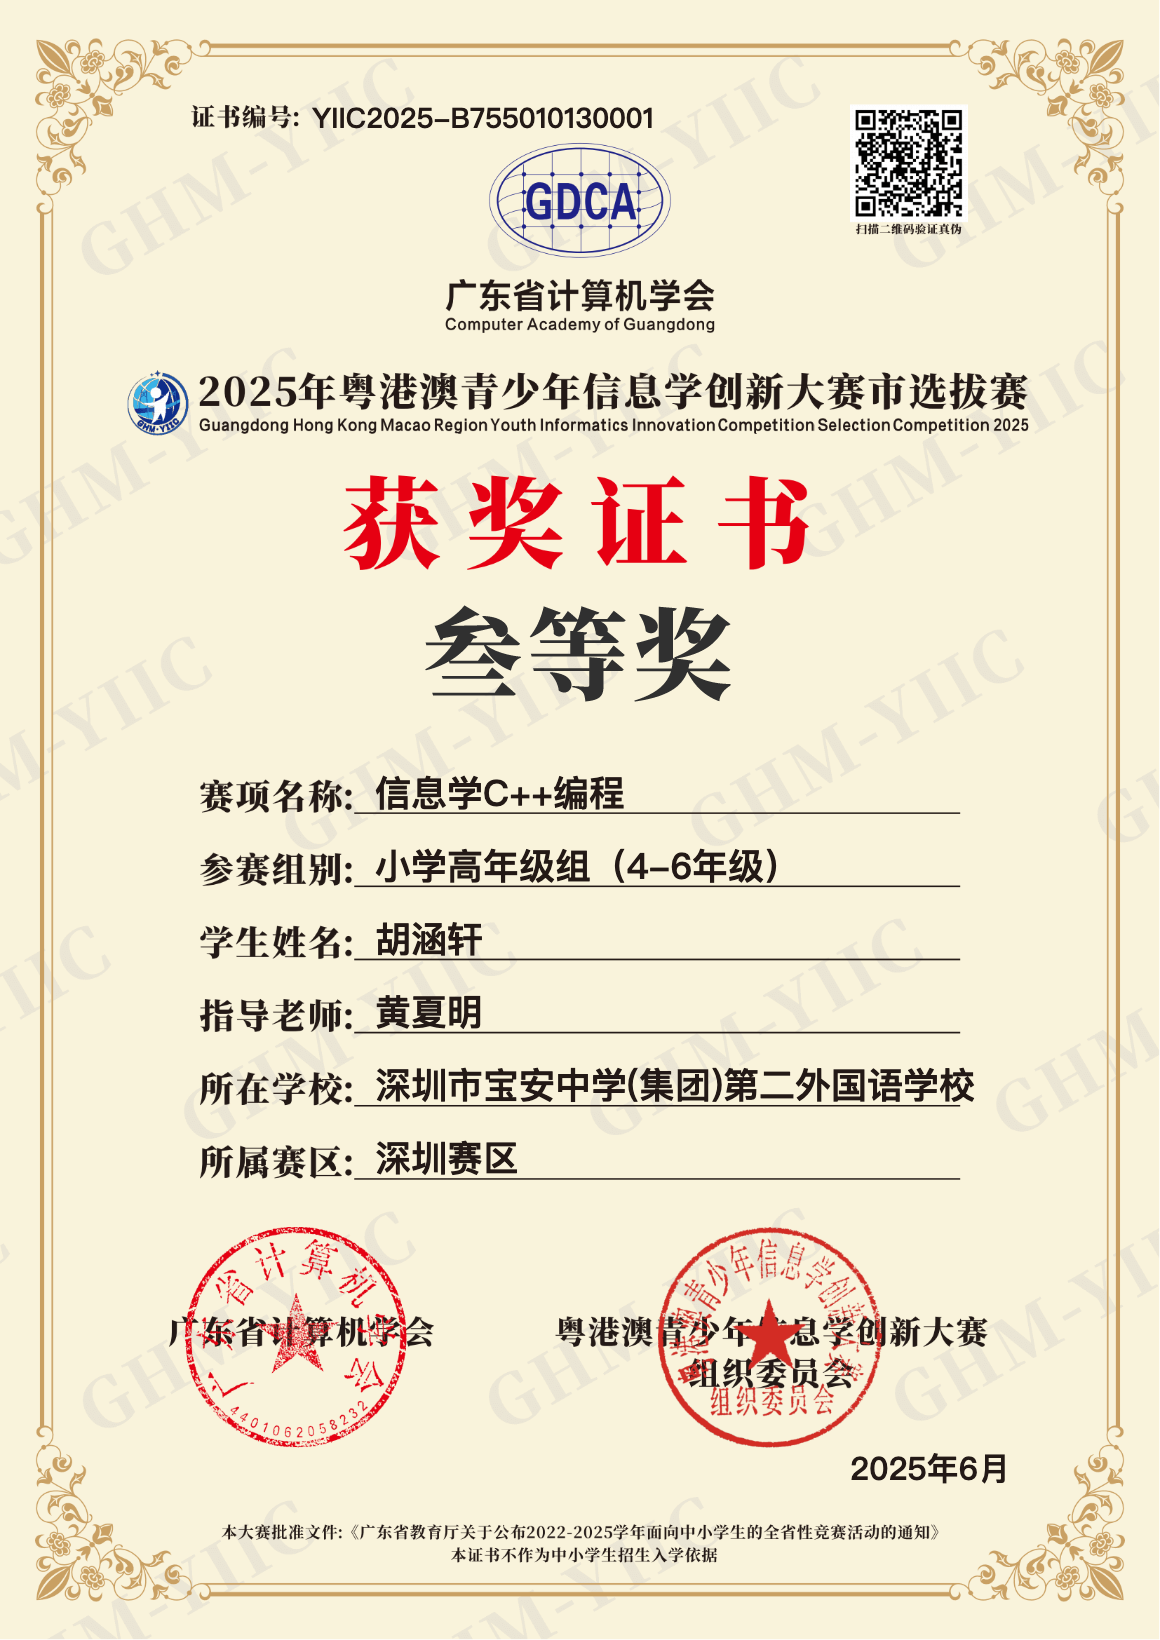 证书编号: YIIC2025-B755010130001
GDCA
扫描二维码验证真伪
广东省计算机学会
Computer Academy of Guangdong
GHM·YIIC
2025年粤港澳青少年信息学创新大赛市选拔赛
Guangdong Hong Kong Macao Region Youth Informatics Innovation Competition Selection Competition 2025
获奖证书
叁等奖
赛项名称: 信息学C++编程
参赛组别: 小学高年级组（4-6年级）
学生姓名: 胡涵轩
指导老师: 黄夏明
所在学校: 深圳市宝安中学(集团)第二外国语学校
所属赛区: 深圳赛区
广东省计算机学会
广东省计算机学会
4401062058232
粤港澳青少年信息学创新大赛
组织委员会
粤港澳青少年信息学创新大赛
组织委员会
2025年6月
本大赛批准文件:《广东省教育厅关于公布2022-2025学年面向中小学生的全省性竞赛活动的通知》
本证书不作为中小学生招生入学依据
GHM-YIIC